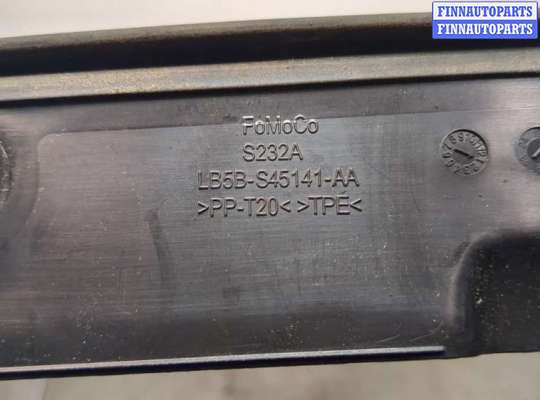 FINNAUTOPARTS
FINNAUTOPARTS
FoMoCo
S232A
LB5B-S45141-AA
>PP-T20< >TPE<